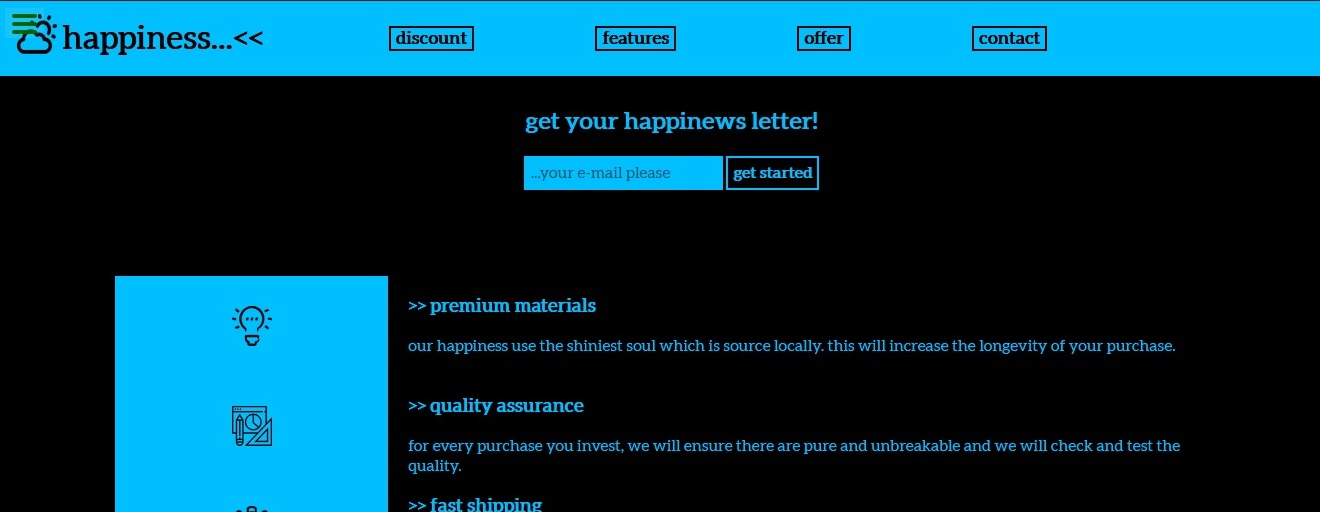 happiness...<<
discount
features
offer
contact
get your happinews letter!
...your e-mail please
get started
>> premium materials
our happiness use the shiniest soul which is source locally. this will increase the longevity of your purchase.
>> quality assurance
for every purchase you invest, we will ensure there are pure and unbreakable and we will check and test the
quality.
>> fast shipping